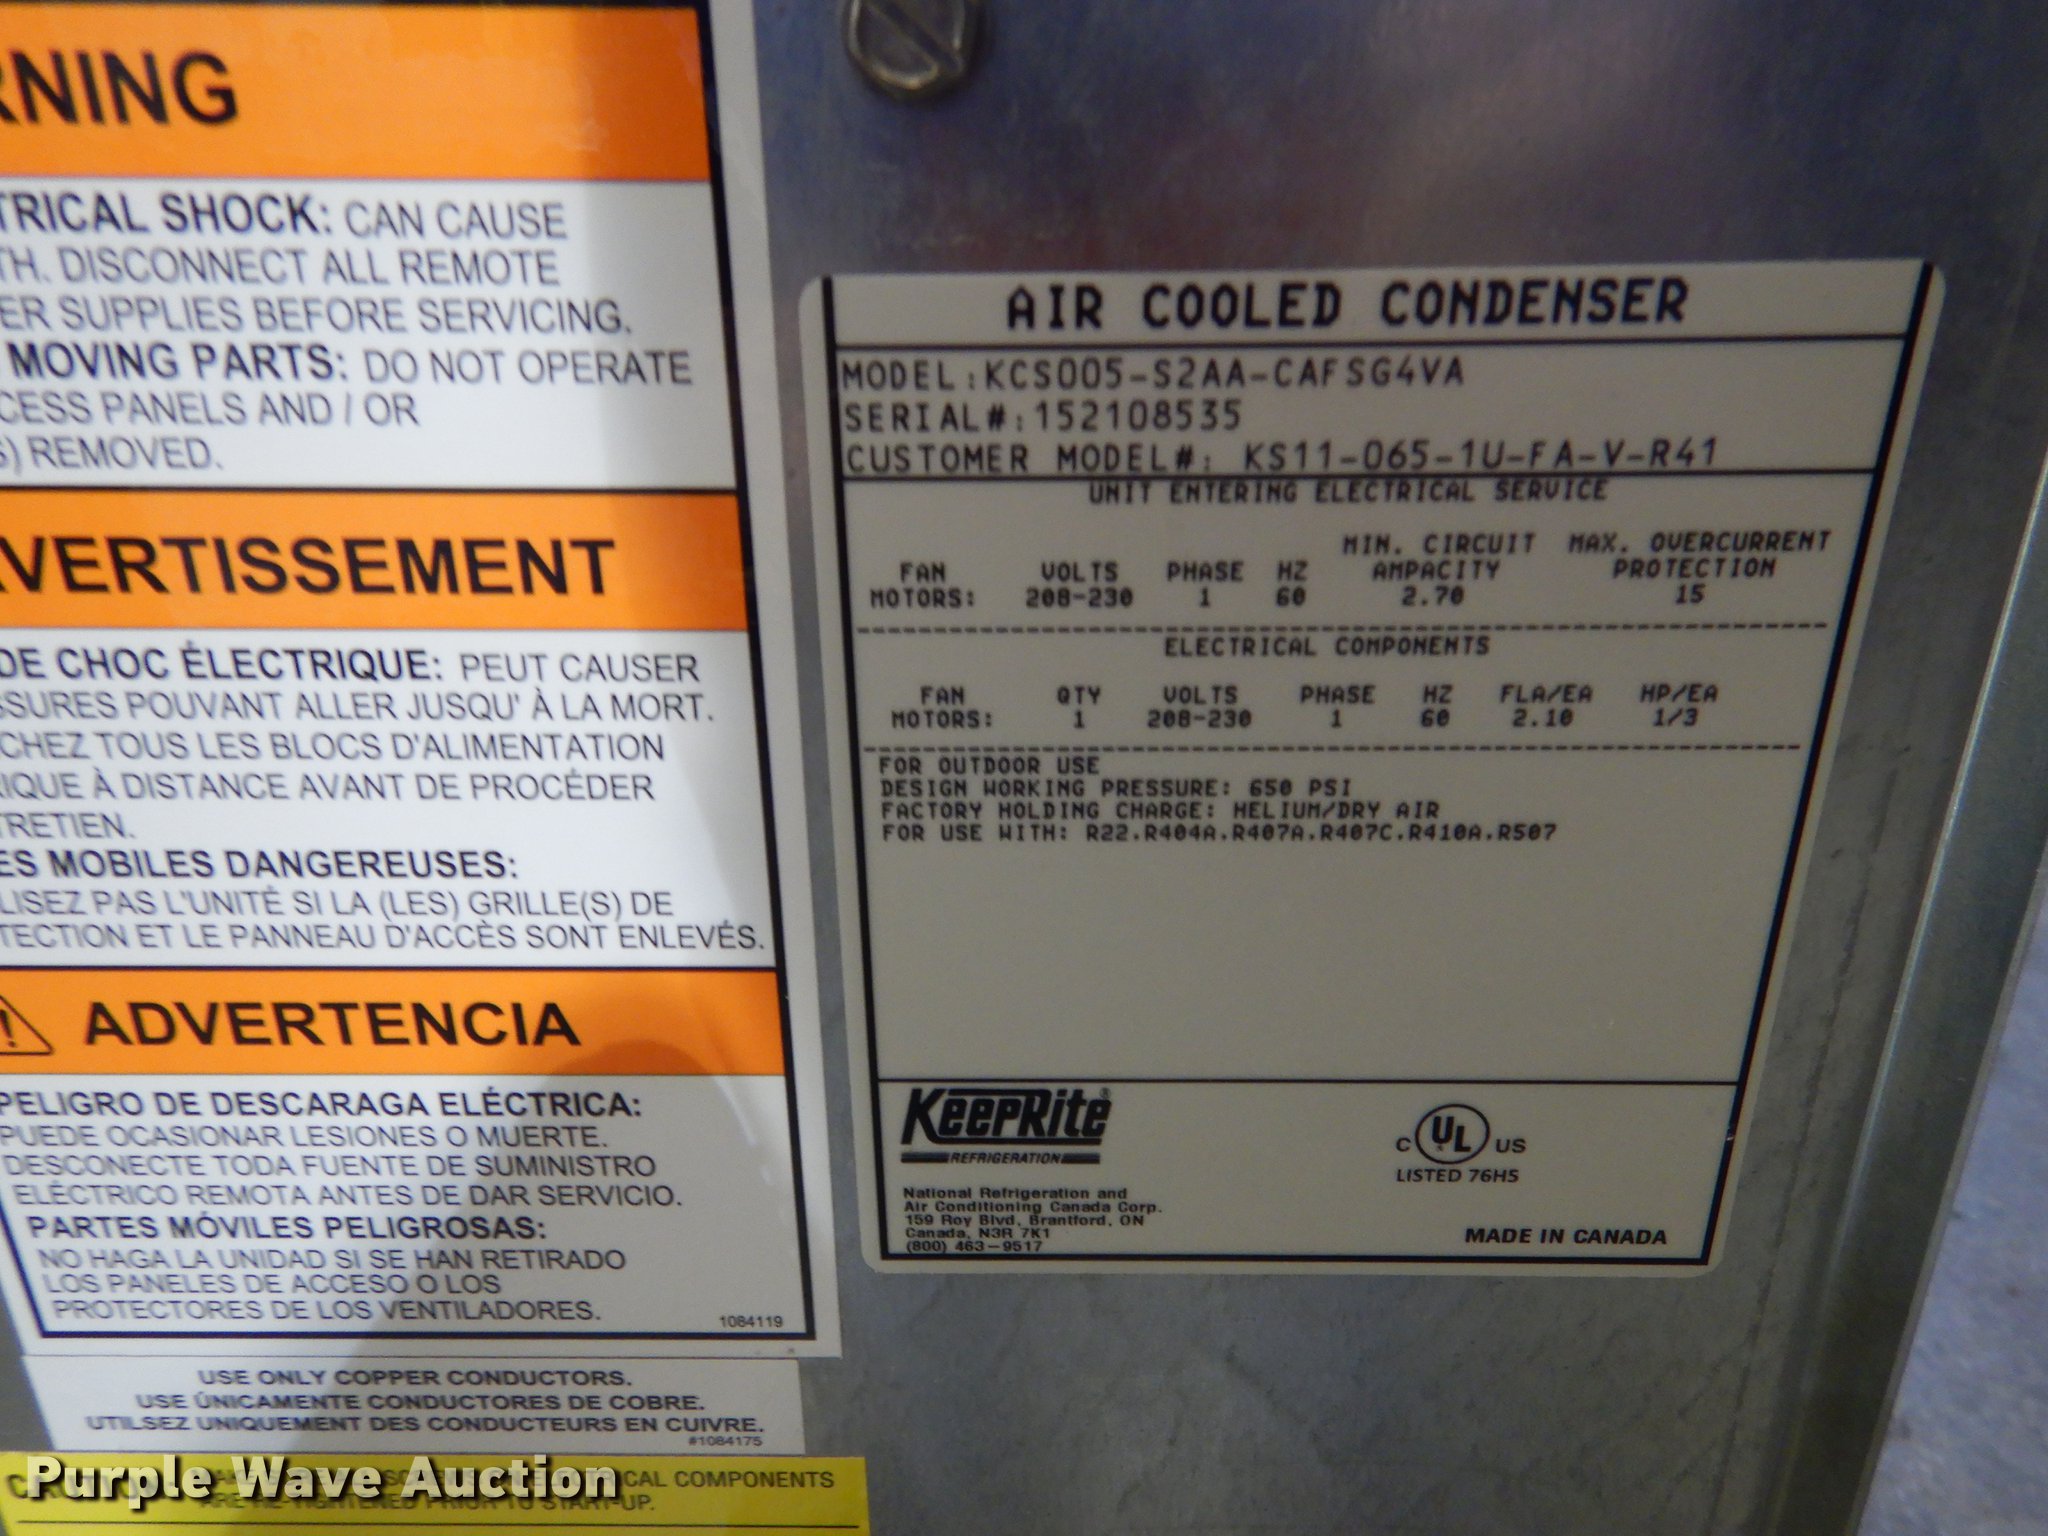 RNING
TRICAL SHOCK: CAN CAUSE
TH. DISCONNECT ALL REMOTE
ER SUPPLIES BEFORE SERVICING.
MOVING PARTS: DO NOT OPERATE
CESS PANELS AND / OR
S) REMOVED.
VERTISSEMENT
DE CHOC ÉLECTRIQUE: PEUT CAUSER
SSURES POUVANT ALLER JUSQU' À LA MORT.
CHEZ TOUS LES BLOCS D'ALIMENTATION
RIQUE À DISTANCE AVANT DE PROCÉDER
TRETIEN.
ES MOBILES DANGEREUSES:
LISEZ PAS L'UNITÉ SI LA (LES) GRILLE(S) DE
TECTION ET LE PANNEAU D'ACCÈS SONT ENLEVÉS.
ADVERTENCIA
PELIGRO DE DESCARAGA ELÉCTRICA:
PUEDE OCASIONAR LESIONES O MUERTE.
DESCONECTE TODA FUENTE DE SUMINISTRO
ELÉCTRICO REMOTA ANTES DE DAR SERVICIO.
PARTES MÓVILES PELIGROSAS:
NO HAGA LA UNIDAD SI SE HAN RETIRADO
LOS PANELES DE ACCESO O LOS
PROTECTORES DE LOS VENTILADORES.
1084119
USE ONLY COPPER CONDUCTORS.
USE ÚNICAMENTE CONDUCTORES DE COBRE.
UTILSEZ UNIQUEMENT DES CONDUCTEURS EN CUIVRE.
#1084175
CAL COMPONENTS
ARE RE-TIGHTENED PRIOR TO START-UP.
Purple Wave Auction
AIR COOLED CONDENSER
MODEL:KCS005-S2AA-CAFSG4VA
SERIAL#:152108535
CUSTOMER MODEL#: KS11-065-1U-FA-V-R41
UNIT ENTERING ELECTRICAL SERVICE
MIN. CIRCUIT MAX. OVERCURRENT
FAN VOLTS PHASE HZ AMPACITY PROTECTION
MOTORS: 208-230 1 60 2.70 15
ELECTRICAL COMPONENTS
FAN QTY VOLTS PHASE HZ FLA/EA HP/EA
MOTORS: 1 208-230 1 60 2.10 1/3
FOR OUTDOOR USE
DESIGN WORKING PRESSURE: 650 PSI
FACTORY HOLDING CHARGE: HELIUM/DRY AIR
FOR USE WITH: R22.R404A.R407A.R407C.R410A.R507
KeepRite®
REFRIGERATION
National Refrigeration and
Air Conditioning Canada Corp.
159 Roy Blvd, Brantford, ON
Canada, N3R 7K1
(800) 463-9517
C UL US
LISTED 76H5
MADE IN CANADA